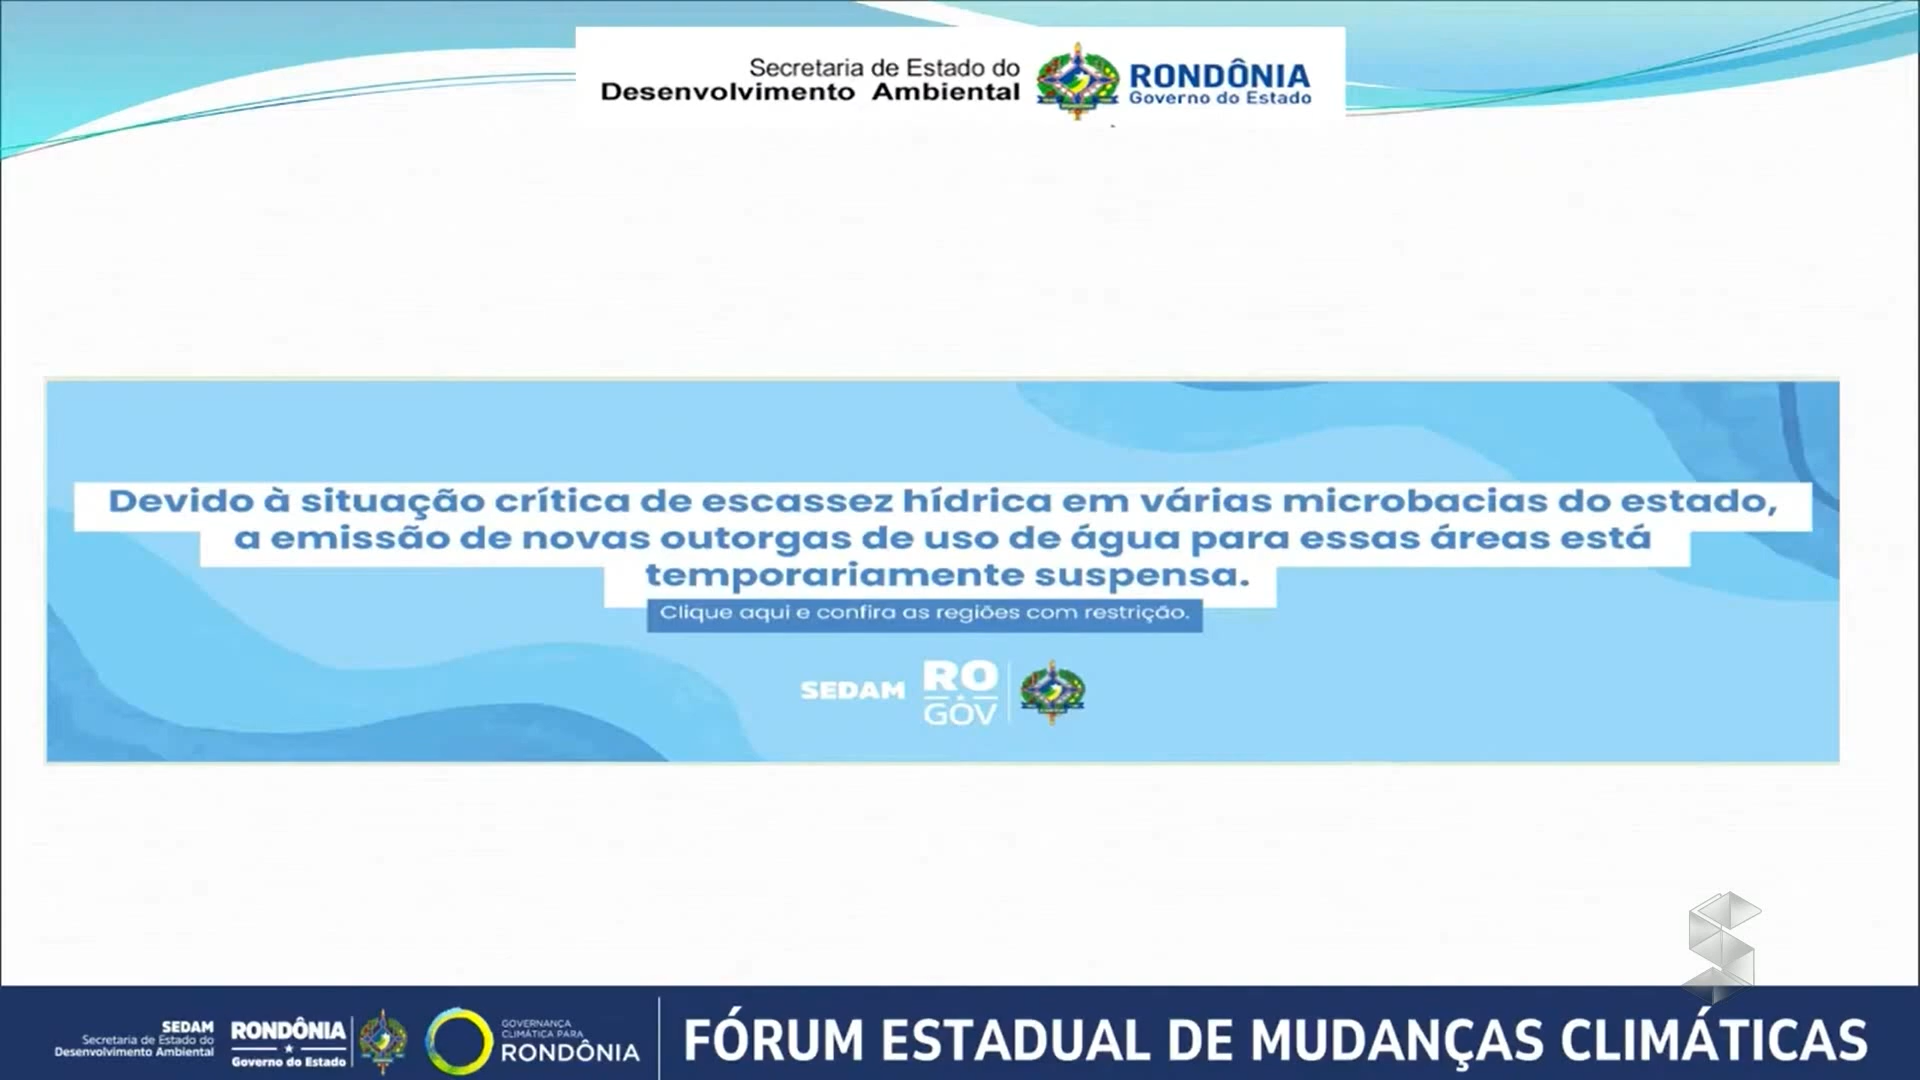 Secretaria de Estado do
Desenvolvimento Ambiental
RONDÔNIA
Governo do Estado
Devido à situação crítica de escassez hídrica em várias microbacias do estado,
a emissão de novas outorgas de uso de água para essas áreas está
temporariamente suspensa.
Clique aqui e confira as regiões com restrição.
SEDAM
RO
GOV
SEDAM
Secretaria de Estado do
Desenvolvimento Ambiental
RONDÔNIA
Governo do Estado
GOVERNANÇA
CLIMÁTICA PARA
RONDÔNIA
FÓRUM ESTADUAL DE MUDANÇAS CLIMÁTICAS